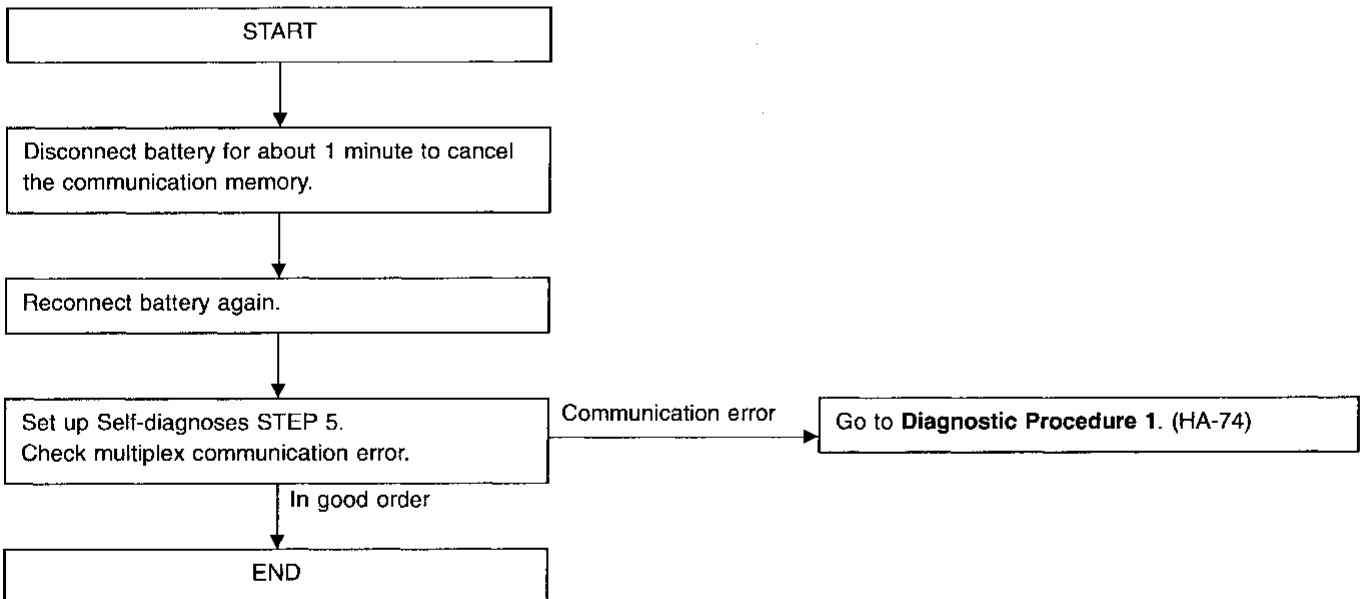 START
Disconnect battery for about 1 minute to cancel
the communication memory.
Reconnect battery again.
Set up Self-diagnoses STEP 5.
Check multiplex communication error.
Communication error
Go to Diagnostic Procedure 1. (HA-74)
In good order
END